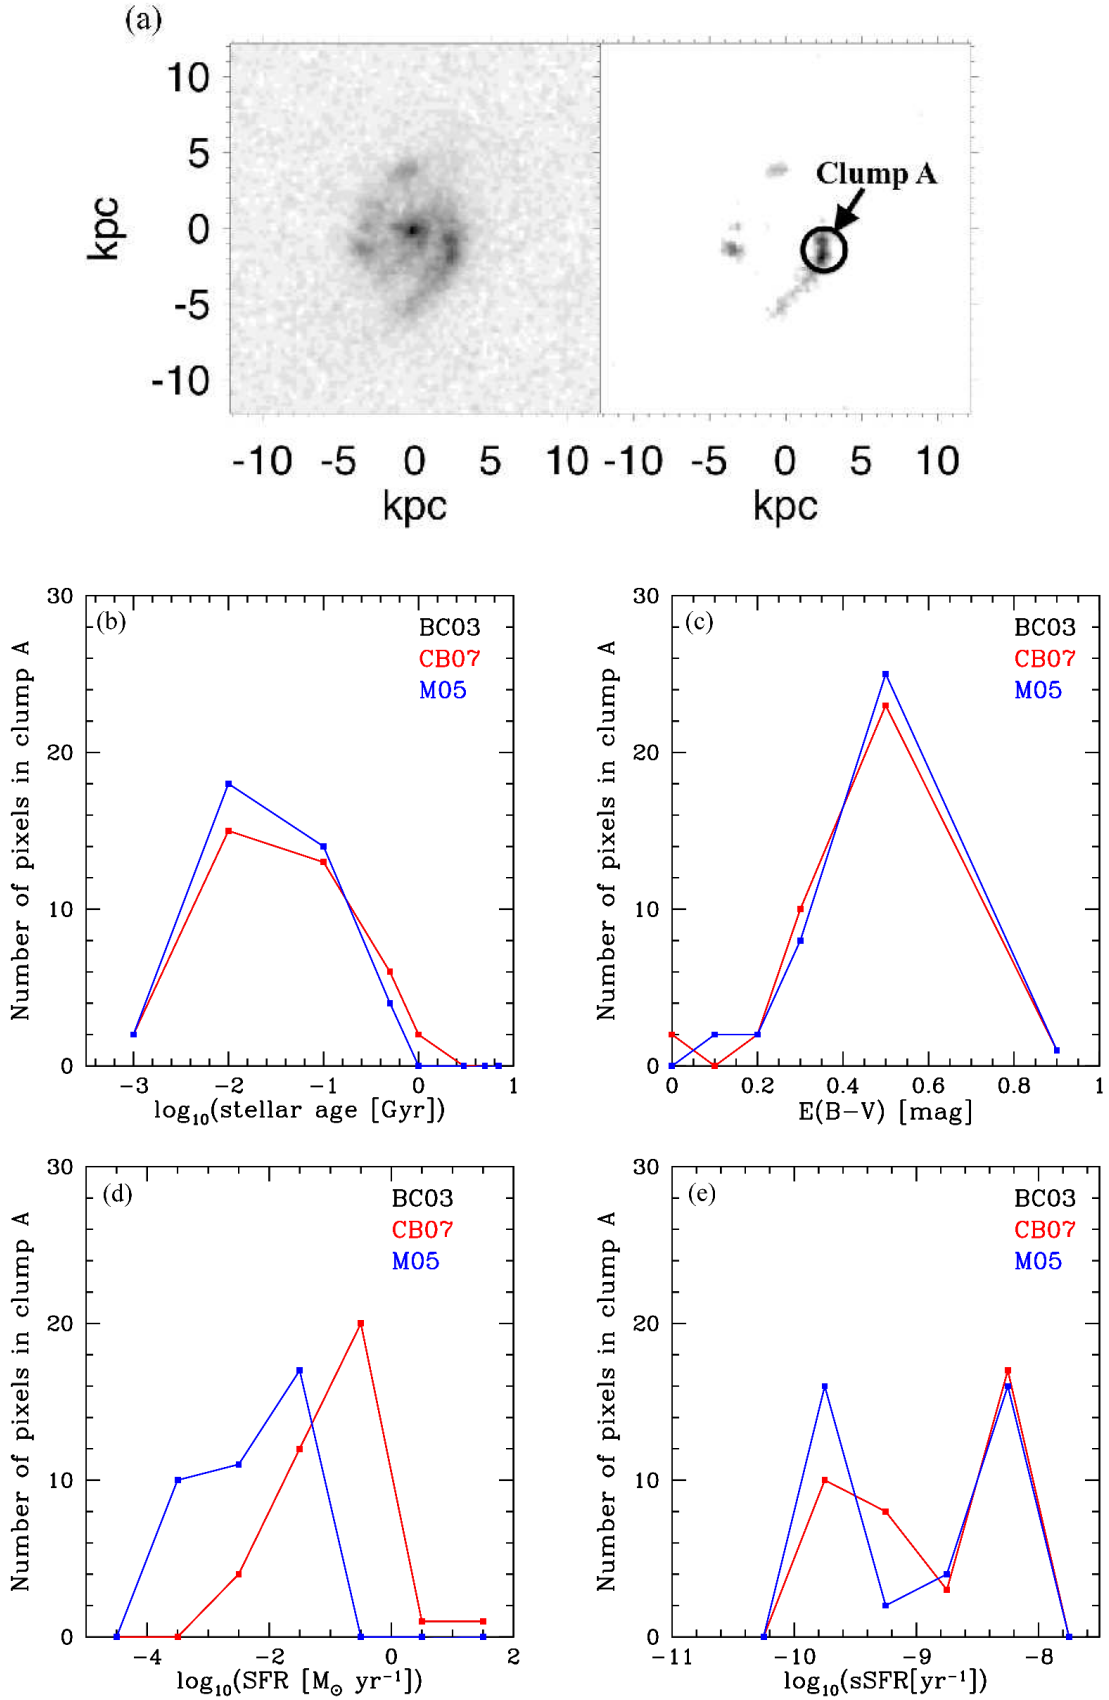 (a)
10
5
0
-5
-10
kpc
Clump A
-10 -5 0 5 10 -10 -5 0 5 10
kpc kpc
(b)
30
20
10
0
Number of pixels in clump A
BC03
CB07
M05
-3 -2 -1 0 1
log₁₀(stellar age [Gyr])
(c)
30
20
10
0
Number of pixels in clump A
BC03
CB07
M05
0 0.2 0.4 0.6 0.8 1
E(B-V) [mag]
(d)
30
20
10
0
Number of pixels in clump A
BC03
CB07
M05
-4 -2 0 2
log₁₀(SFR [M⊙ yr⁻¹])
(e)
30
20
10
0
Number of pixels in clump A
BC03
CB07
M05
-11 -10 -9 -8
log₁₀(sSFR[yr⁻¹])